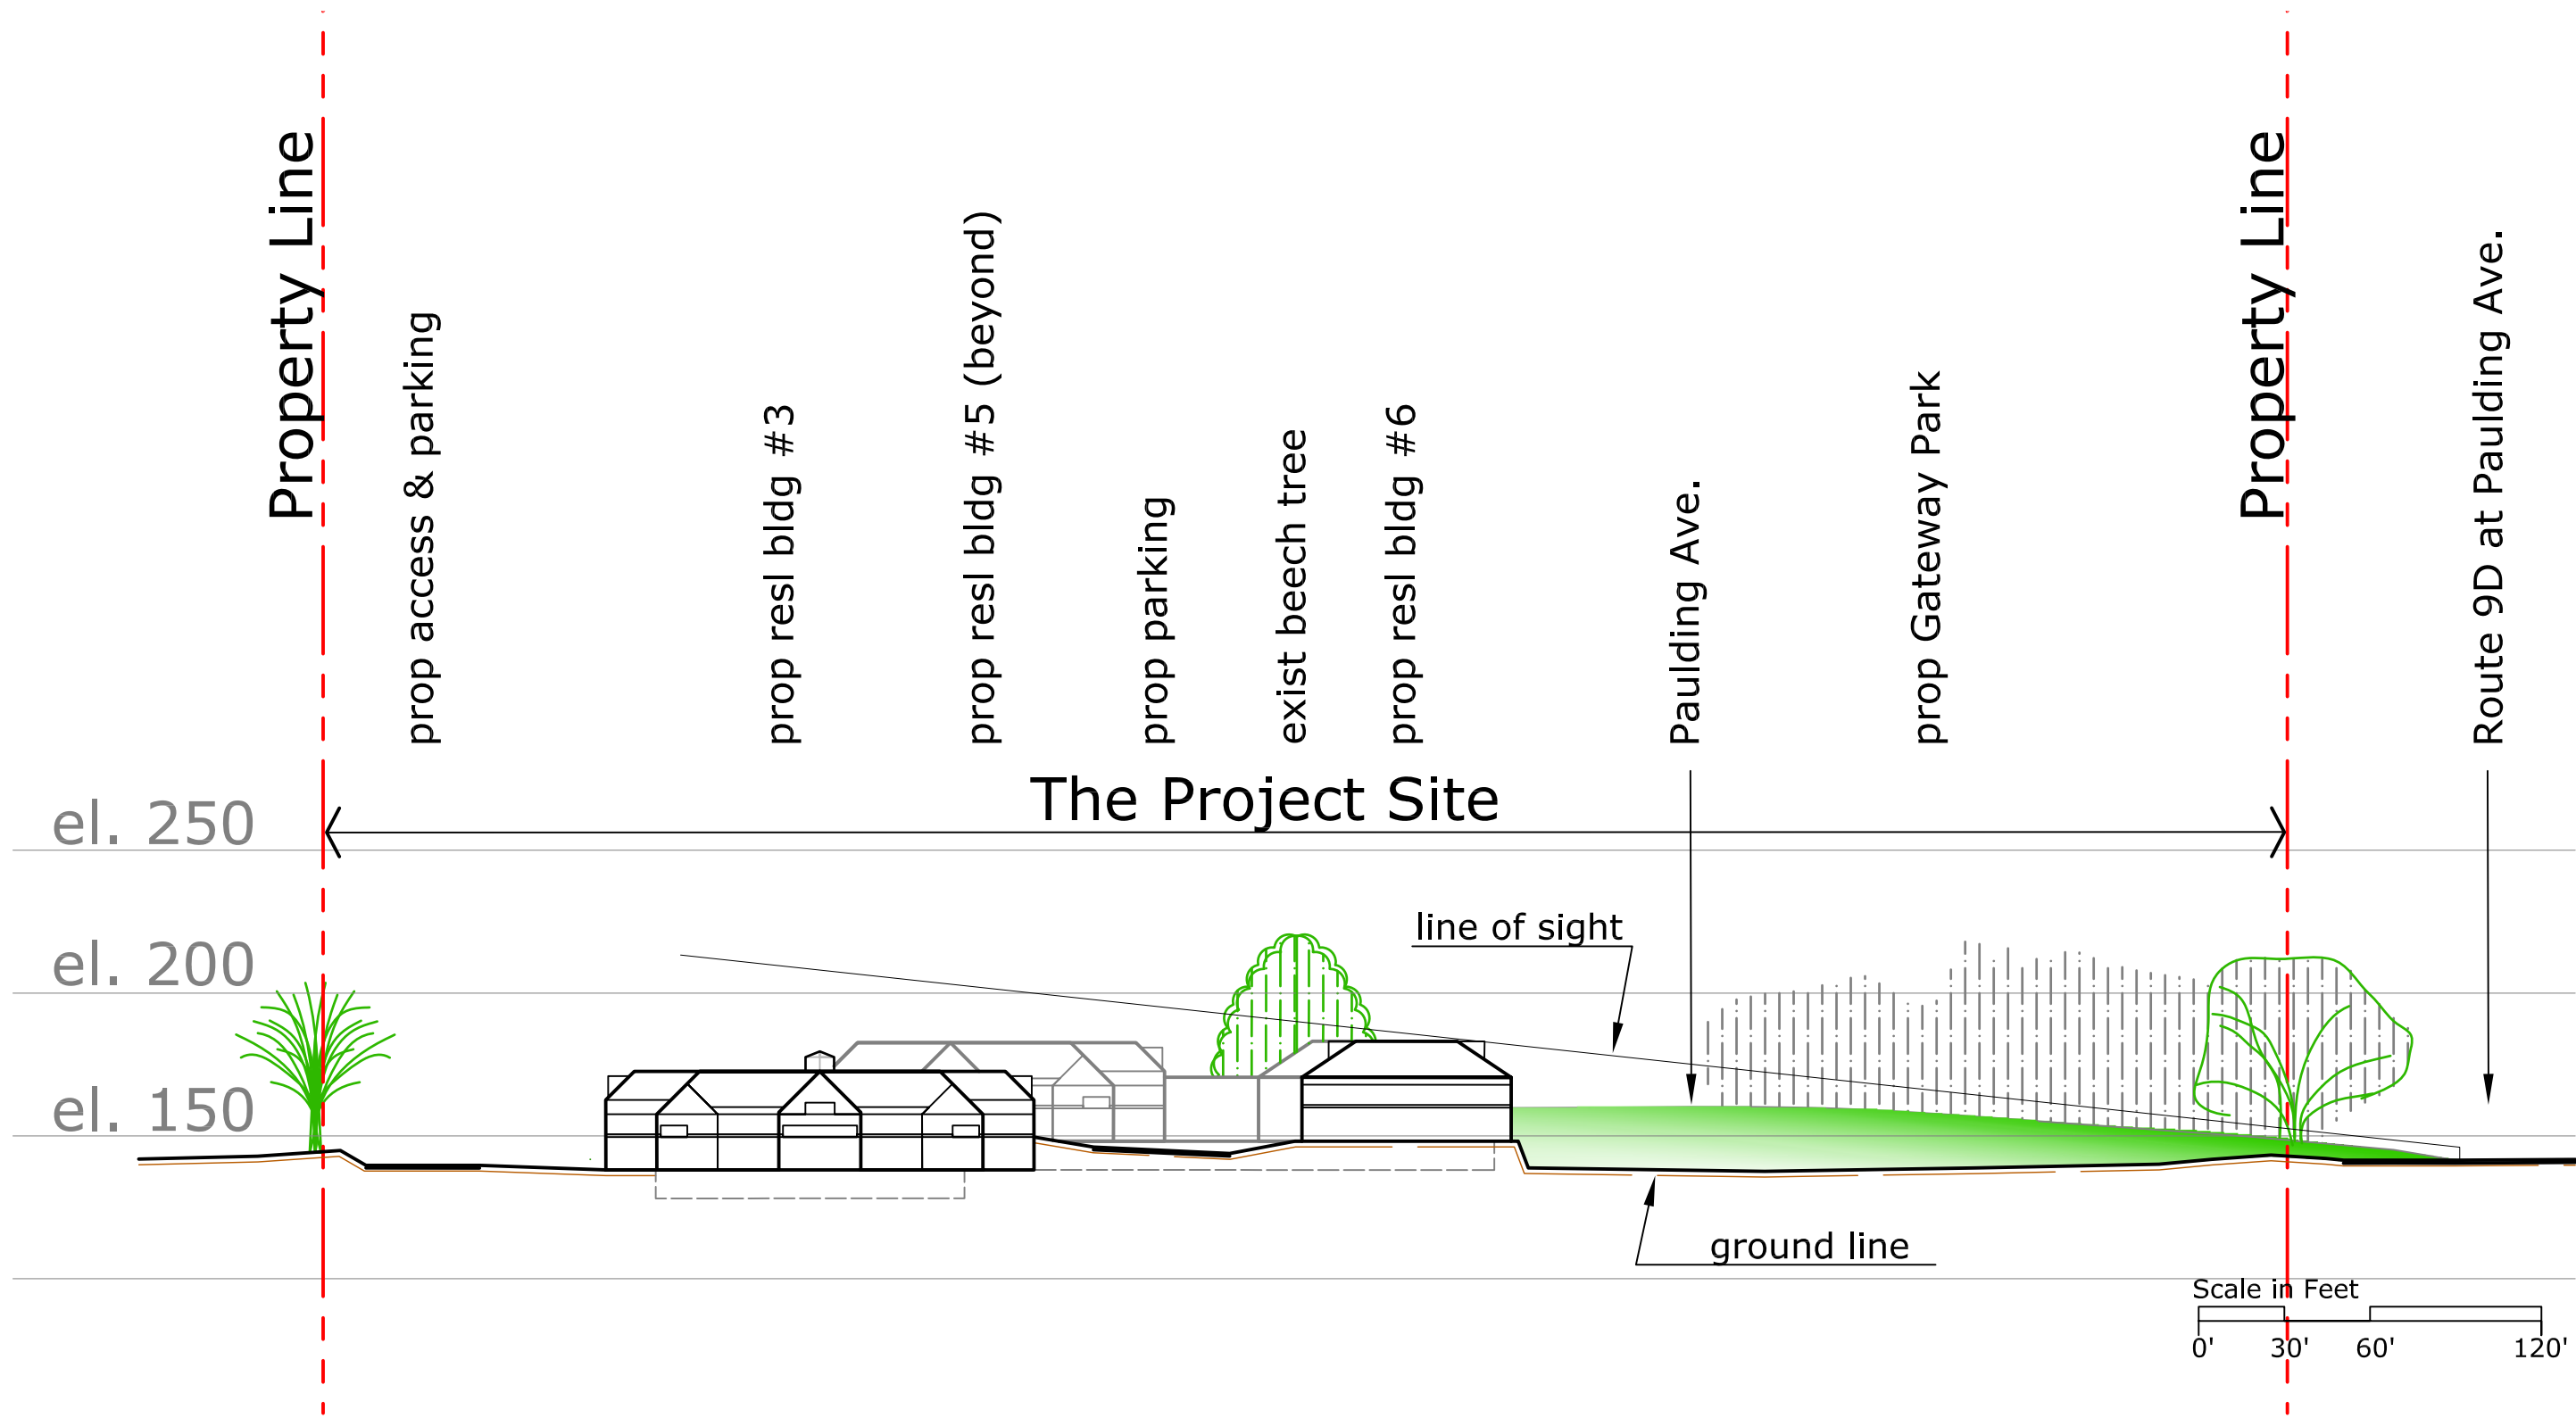 Property Line
prop access & parking
prop resl bldg #3
prop resl bldg #5 (beyond)
prop parking
exist beech tree
prop resl bldg #6
Paulding Ave.
prop Gateway Park
Property Line
Route 9D at Paulding Ave.
The Project Site
el. 250
line of sight
el. 200
el. 150
ground line
Scale in Feet
0' 30' 60' 120'